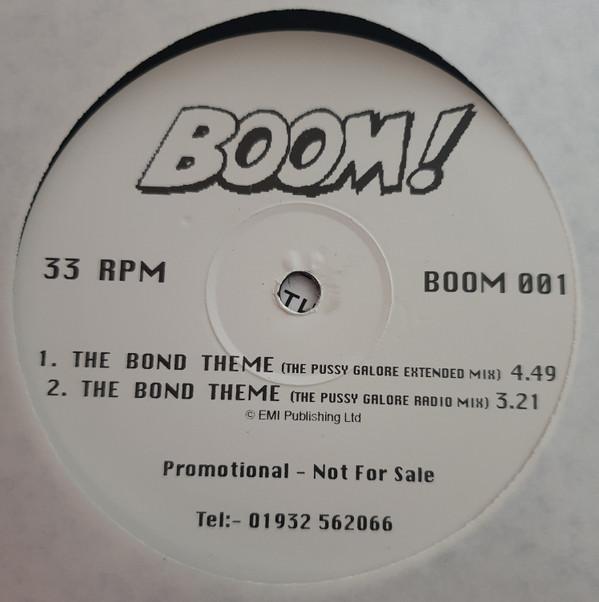 BOOM!
33 RPM
BOOM 001
1. THE BOND THEME (THE PUSSY GALORE EXTENDED MIX) 4.49
2. THE BOND THEME (THE PUSSY GALORE RADIO MIX) 3.21
© EMI Publishing Ltd
Promotional - Not For Sale
Tel:- 01932 562066